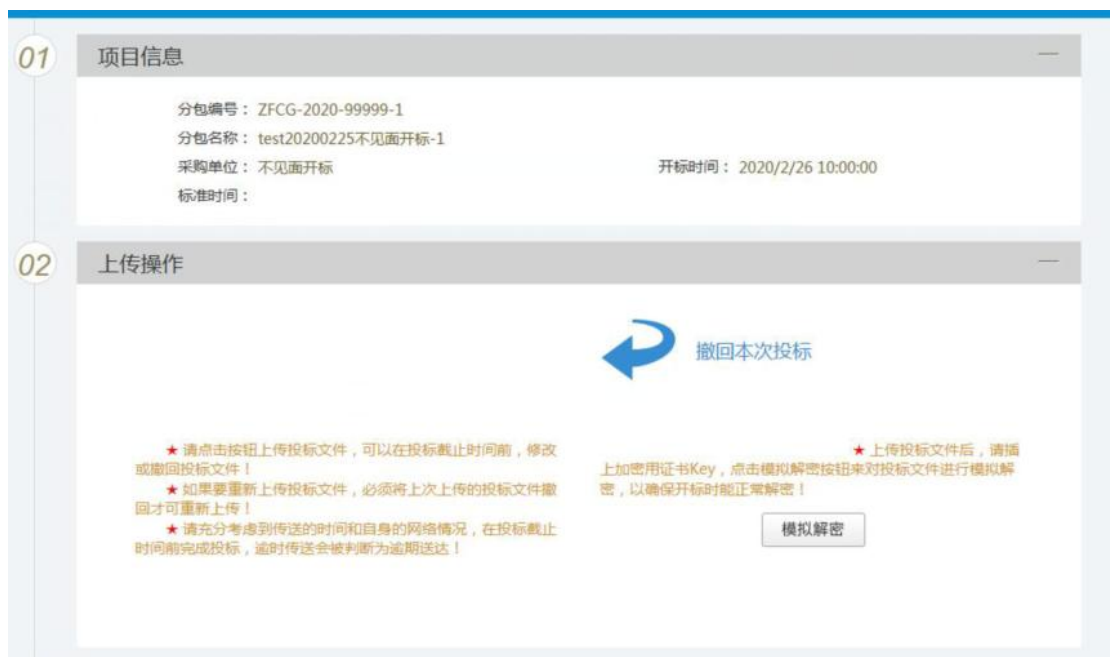 01
项目信息
分包编号： ZFCG-2020-99999-1
分包名称： test20200225不见面开标-1
采购单位： 不见面开标
开标时间： 2020/2/26 10:00:00
标准时间：
02
上传操作
撤回本次投标
★ 请点击按钮上传投标文件，可以在投标截止时间前，修改
或撤回投标文件！
★ 如果要重新上传投标文件，必须将上次上传的投标文件撤
回才可重新上传！
★ 请充分考虑到传送的时间和自身的网络情况，在投标截止
时间前完成投标，逾时传送会被判断为逾期送达！
★ 上传投标文件后，请插
上加密用证书Key，点击模拟解密按钮来对投标文件进行模拟解
密，以确保开标时能正常解密！
模拟解密